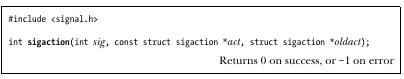 #include <signal.h>
int sigaction(int sig, const struct sigaction *act, struct sigaction *oldact);
Returns 0 on success, or −1 on error